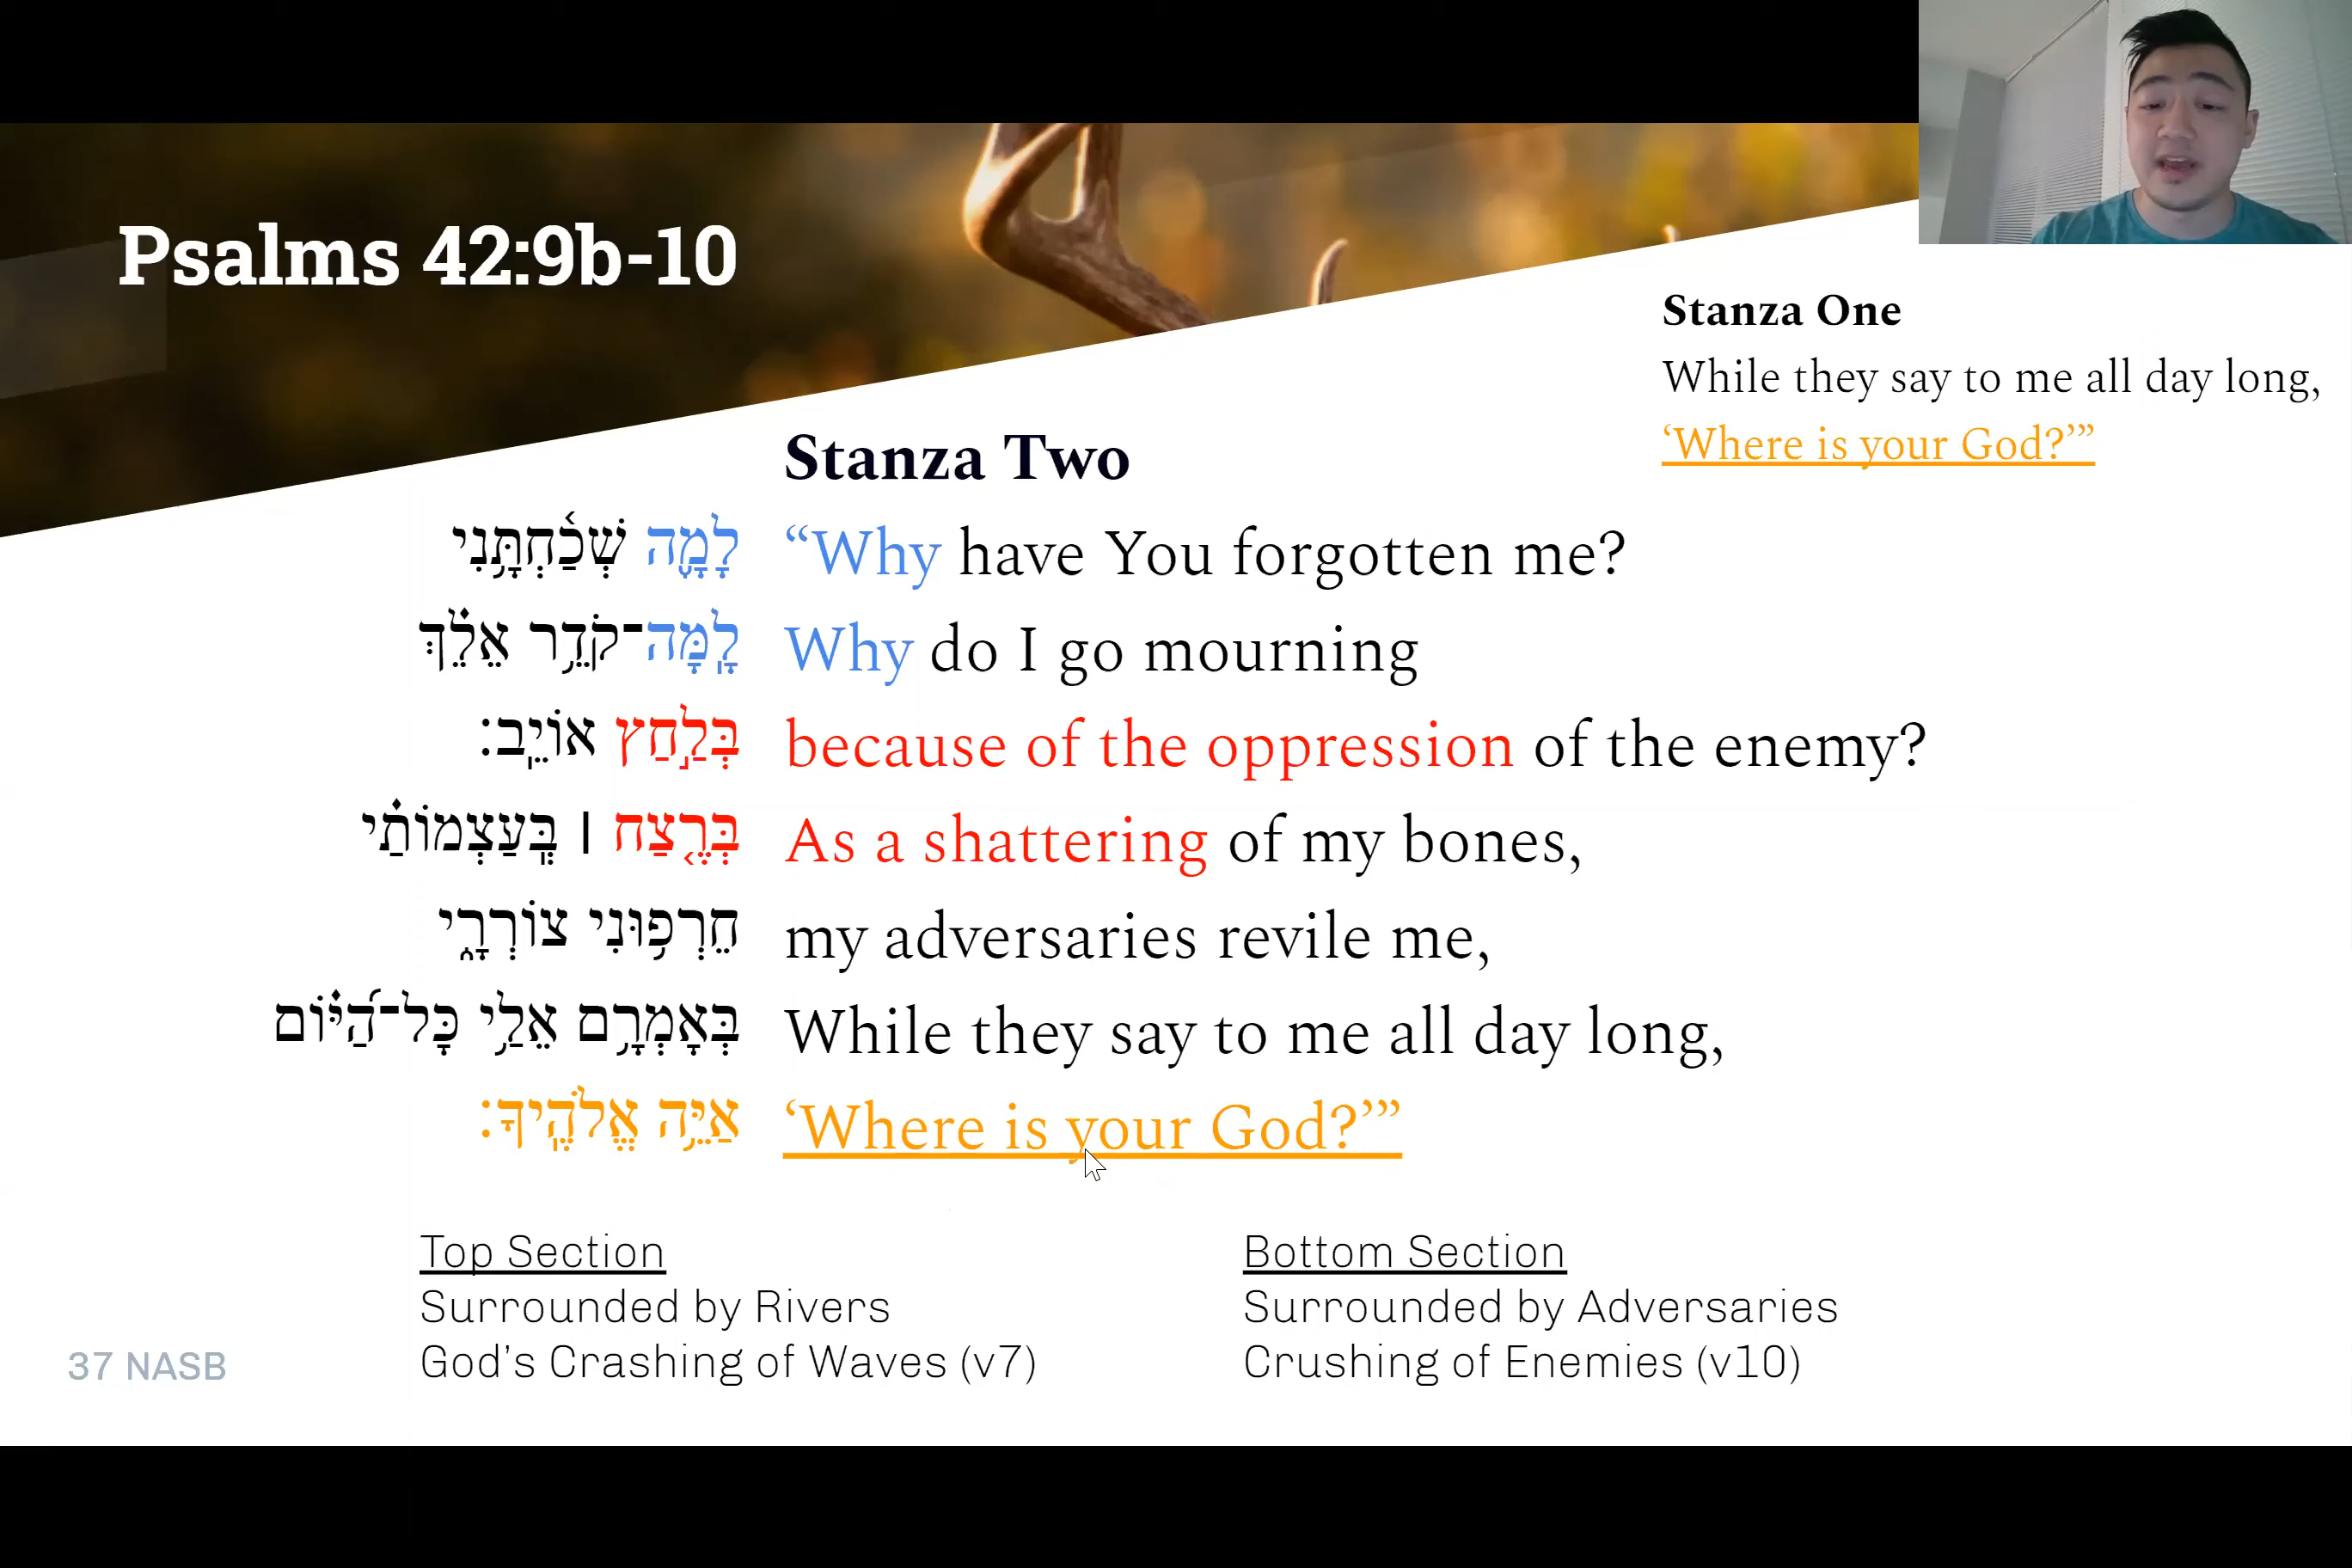 Psalms 42:9b-10
Stanza One
While they say to me all day long,
‘Where is your God?’”
Stanza Two
לָמָ֪ה שְׁכַ֫חְתָּ֥נִי “Why have You forgotten me?
לָֽמָּה־קֹדֵ֥ר אֵלֵ֗ךְ Why do I go mourning
בְּלַ֣חַץ אוֹיֵֽב׃ because of the oppression of the enemy?
בְּרֶ֤צַח ׀ בְּֽעַצְמוֹתַ֗י As a shattering of my bones,
חֵרְפ֥וּנִי צוֹרְרָ֑י my adversaries revile me,
בְּאָמְרָ֥ם אֵלַ֥י כָּל־הַ֝יּ֗וֹם While they say to me all day long,
אַיֵּ֥ה אֱלֹהֶֽיךָ׃ ‘Where is your God?’”
Top Section
Surrounded by Rivers
God’s Crashing of Waves (v7)
Bottom Section
Surrounded by Adversaries
Crushing of Enemies (v10)
37 NASB